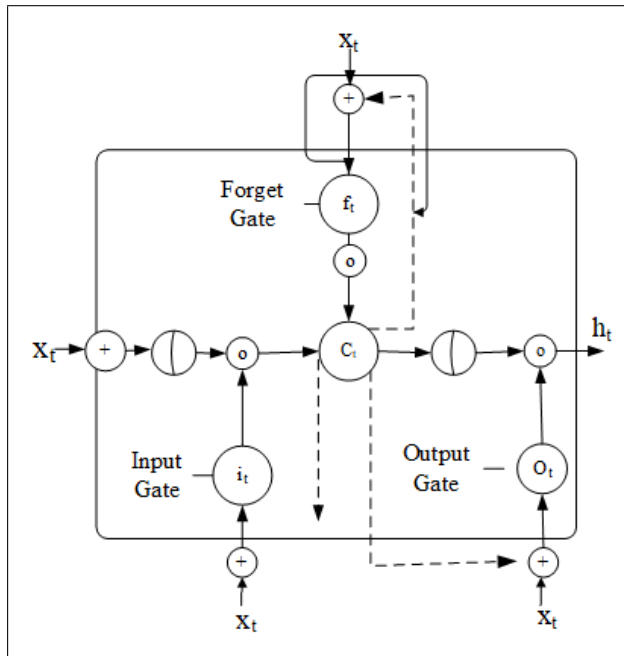 xₜ
+
Forget
Gate
fₜ
o
xₜ
+
o
Cₜ
o
hₜ
Input
Gate
iₜ
Output
Gate
Oₜ
+
+
xₜ
xₜ